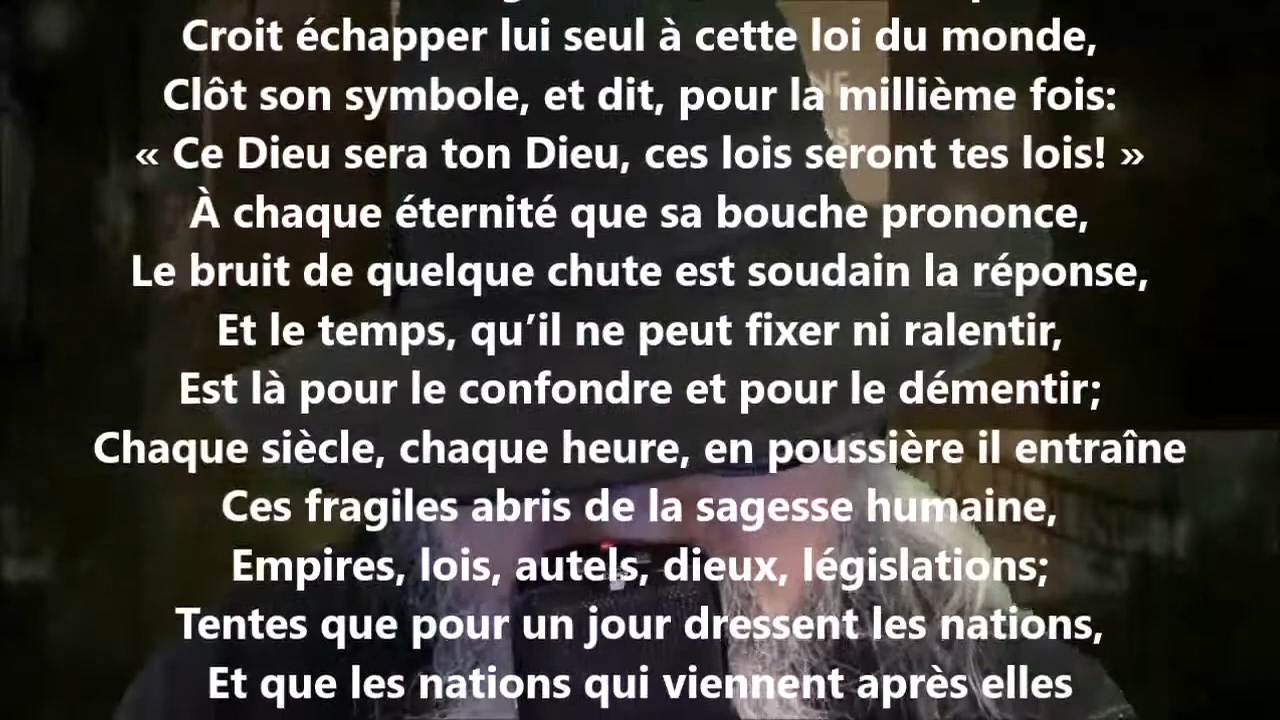 Croit échapper lui seul à cette loi du monde,
Clôt son symbole, et dit, pour la millième fois:
« Ce Dieu sera ton Dieu, ces lois seront tes lois! »
À chaque éternité que sa bouche prononce,
Le bruit de quelque chute est soudain la réponse,
Et le temps, qu’il ne peut fixer ni ralentir,
Est là pour le confondre et pour le démentir;
Chaque siècle, chaque heure, en poussière il entraîne
Ces fragiles abris de la sagesse humaine,
Empires, lois, autels, dieux, législations;
Tentes que pour un jour dressent les nations,
Et que les nations qui viennent après elles